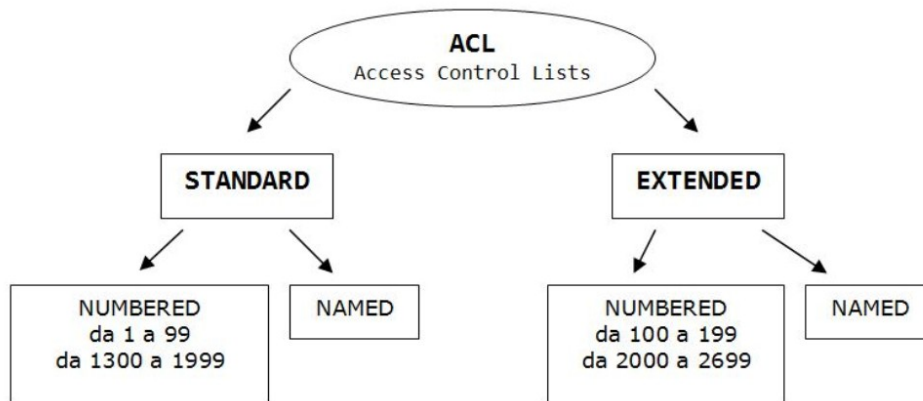 ACL
Access Control Lists
STANDARD
EXTENDED
NUMBERED
da 1 a 99
da 1300 a 1999
NAMED
NUMBERED
da 100 a 199
da 2000 a 2699
NAMED